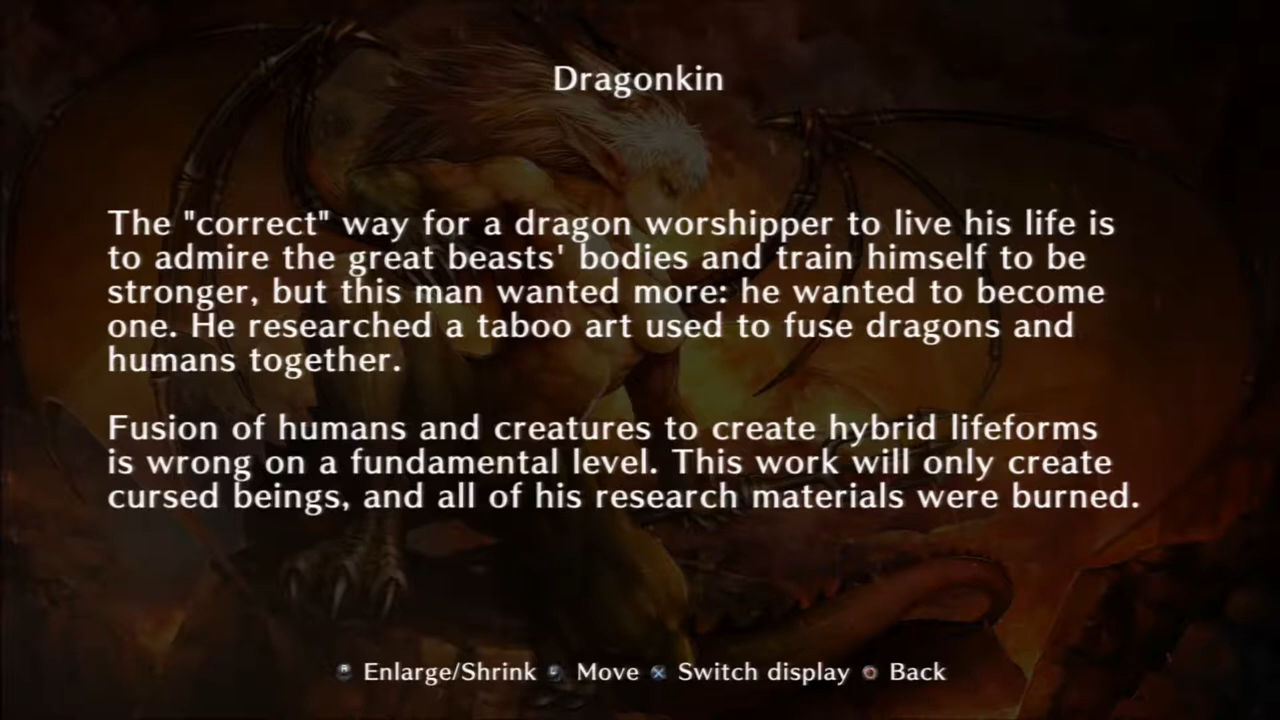 Dragonkin
The "correct" way for a dragon worshipper to live his life is
to admire the great beasts' bodies and train himself to be
stronger, but this man wanted more: he wanted to become
one. He researched a taboo art used to fuse dragons and
humans together.
Fusion of humans and creatures to create hybrid lifeforms
is wrong on a fundamental level. This work will only create
cursed beings, and all of his research materials were burned.
R Enlarge/Shrink L Move Switch display Back